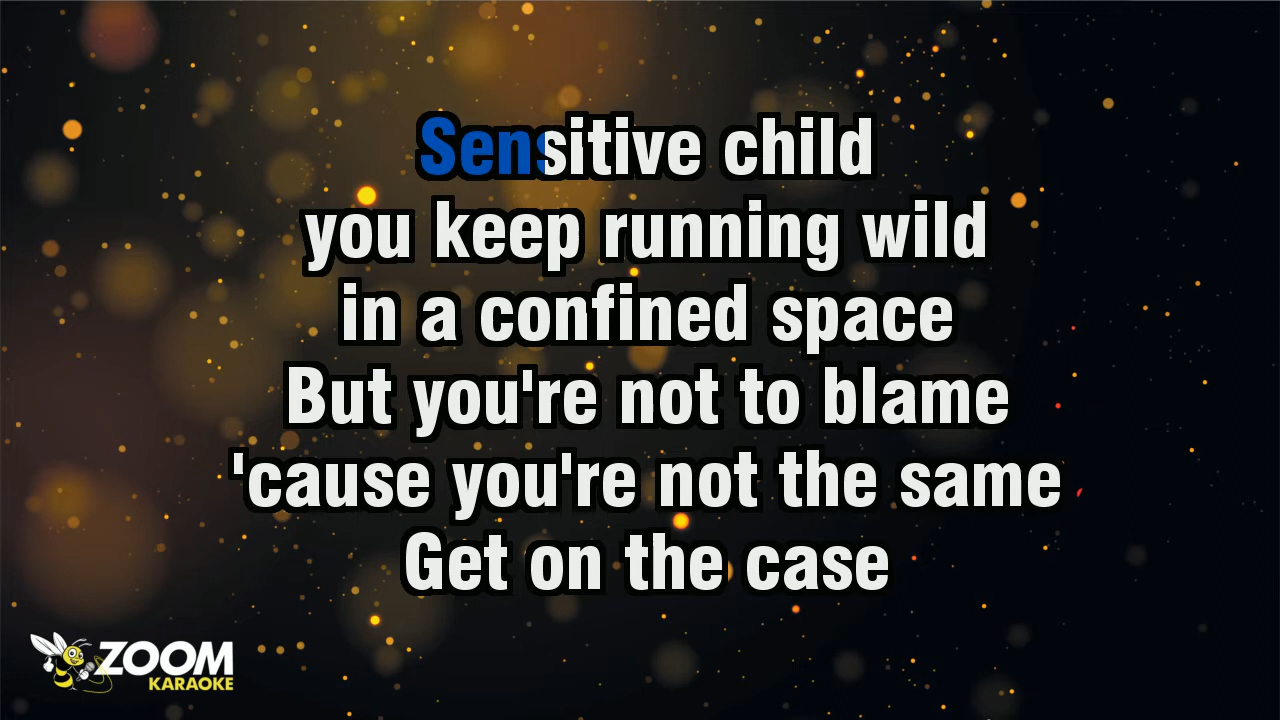 Sensitive child
you keep running wild
in a confined space
But you're not to blame
'cause you're not the same
Get on the case
ZOOM
KARAOKE